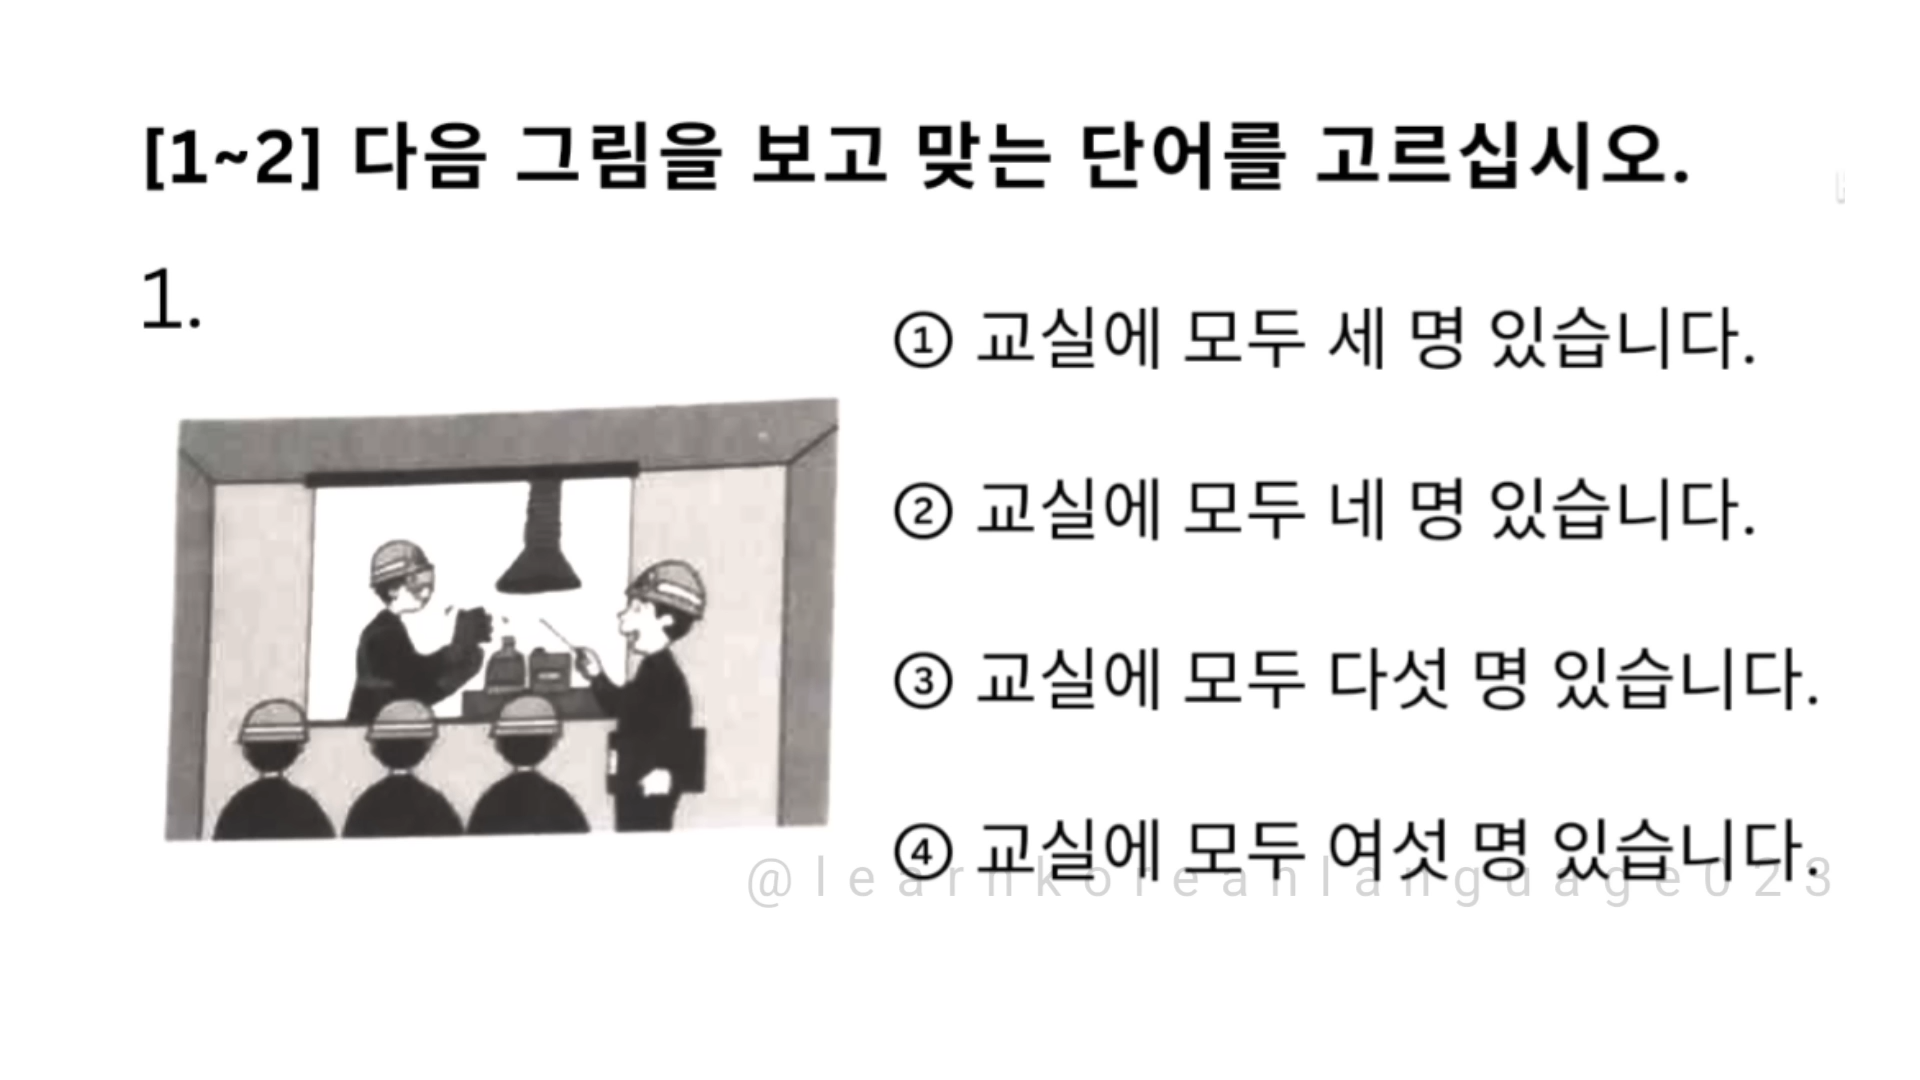 [1~2] 다음 그림을 보고 맞는 단어를 고르십시오.
1.
① 교실에 모두 세 명 있습니다.
② 교실에 모두 네 명 있습니다.
③ 교실에 모두 다섯 명 있습니다.
④ 교실에 모두 여섯 명 있습니다.
@learnkoreanlanguage023